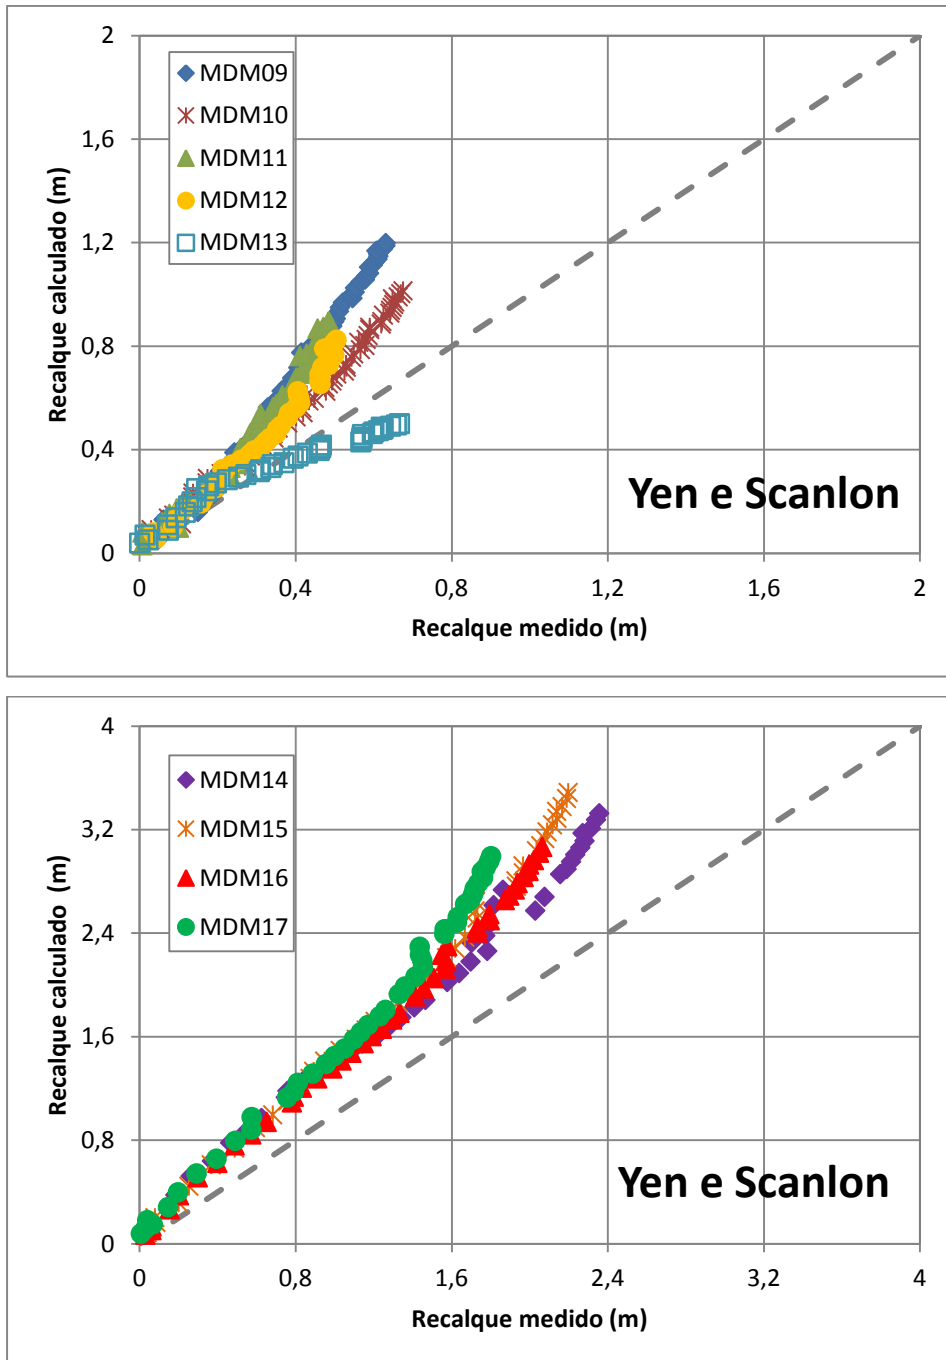 2
1,6
1,2
0,8
0,4
0
Recalque calculado (m)
MDM09
MDM10
MDM11
MDM12
MDM13
Yen e Scanlon
0 0,4 0,8 1,2 1,6 2
Recalque medido (m)
4
3,2
2,4
1,6
0,8
0
Recalque calculado (m)
MDM14
MDM15
MDM16
MDM17
Yen e Scanlon
0 0,8 1,6 2,4 3,2 4
Recalque medido (m)